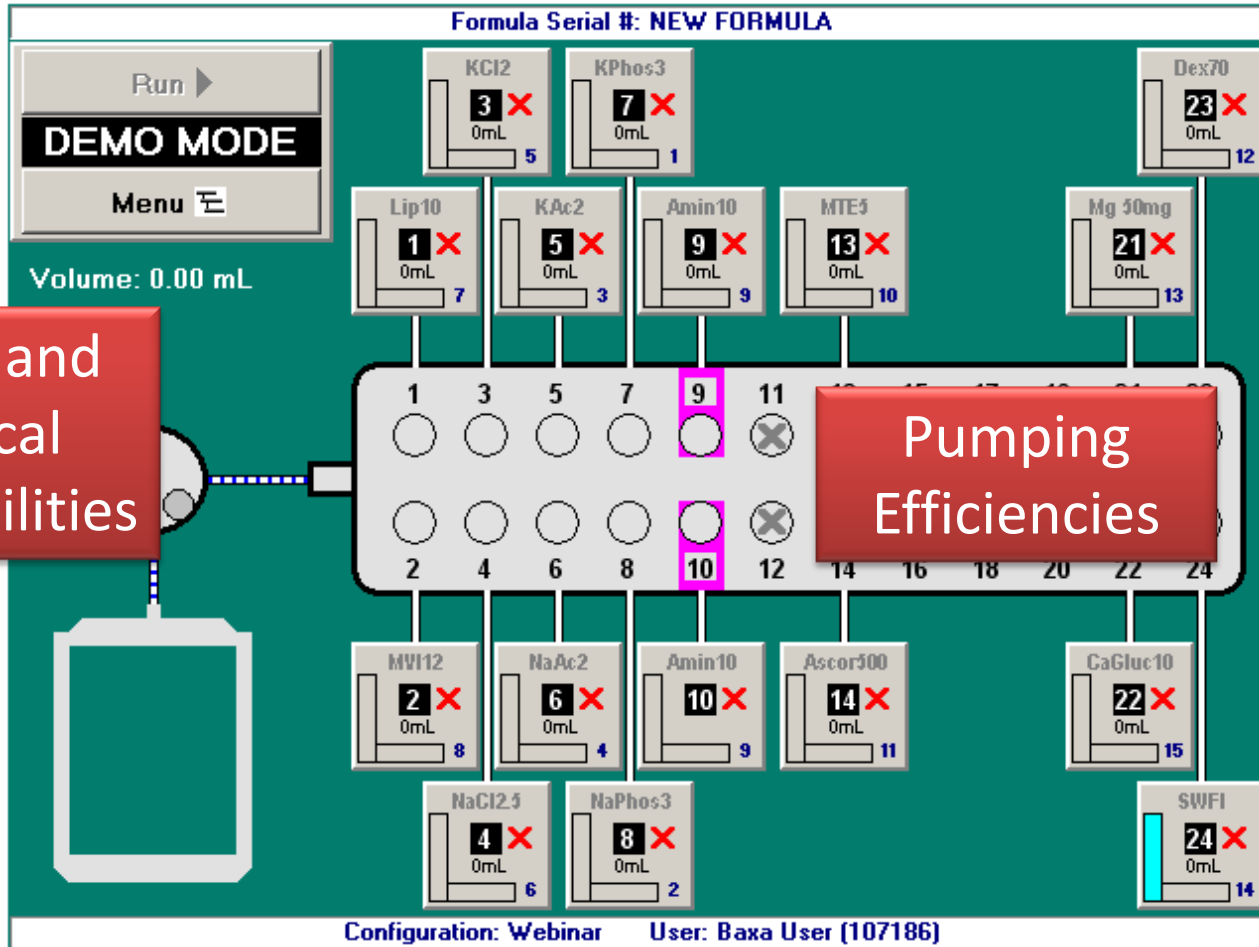 Formula Serial #: NEW FORMULA
Run
DEMO MODE
Menu
Volume: 0.00 mL
KCl2
3
0mL
5
KPhos3
7
0mL
1
Dex70
23
0mL
12
Lip10
1
0mL
7
KAc2
5
0mL
3
Amin10
9
0mL
9
MTE5
13
0mL
10
Mg 50mg
21
0mL
13
1 3 5 7 9 11
and
cal
ilities
Pumping
Efficiencies
2 4 6 8 10 12 14 16 18 20 22 24
MVI12
2
0mL
8
NaAc2
6
0mL
4
Amin10
10
9
Ascor500
14
0mL
11
CaGluc10
22
0mL
15
NaCl2.5
4
0mL
6
NaPhos3
8
0mL
2
SWFI
24
0mL
14
Configuration: Webinar User: Baxa User (107186)